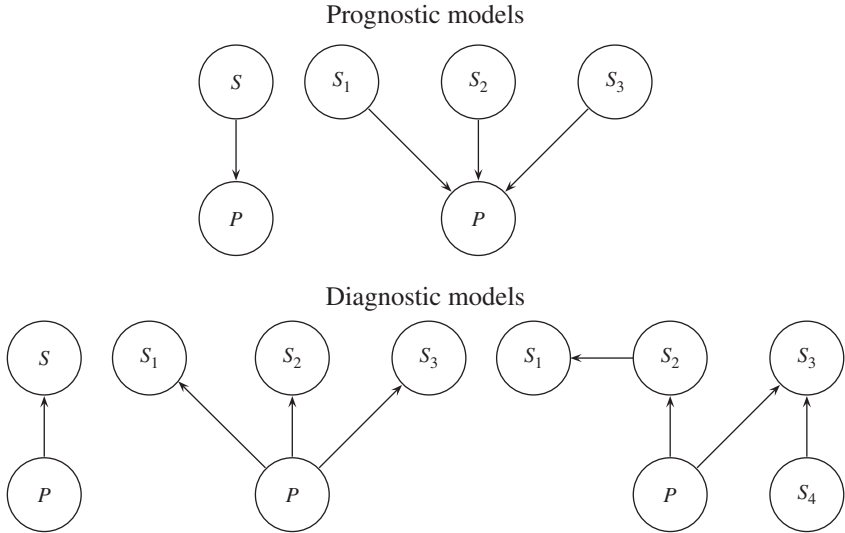 Prognostic models
S S₁ S₂ S₃
P P
Diagnostic models
S S₁ S₂ S₃ S₁ S₂ S₃
P P P S₄